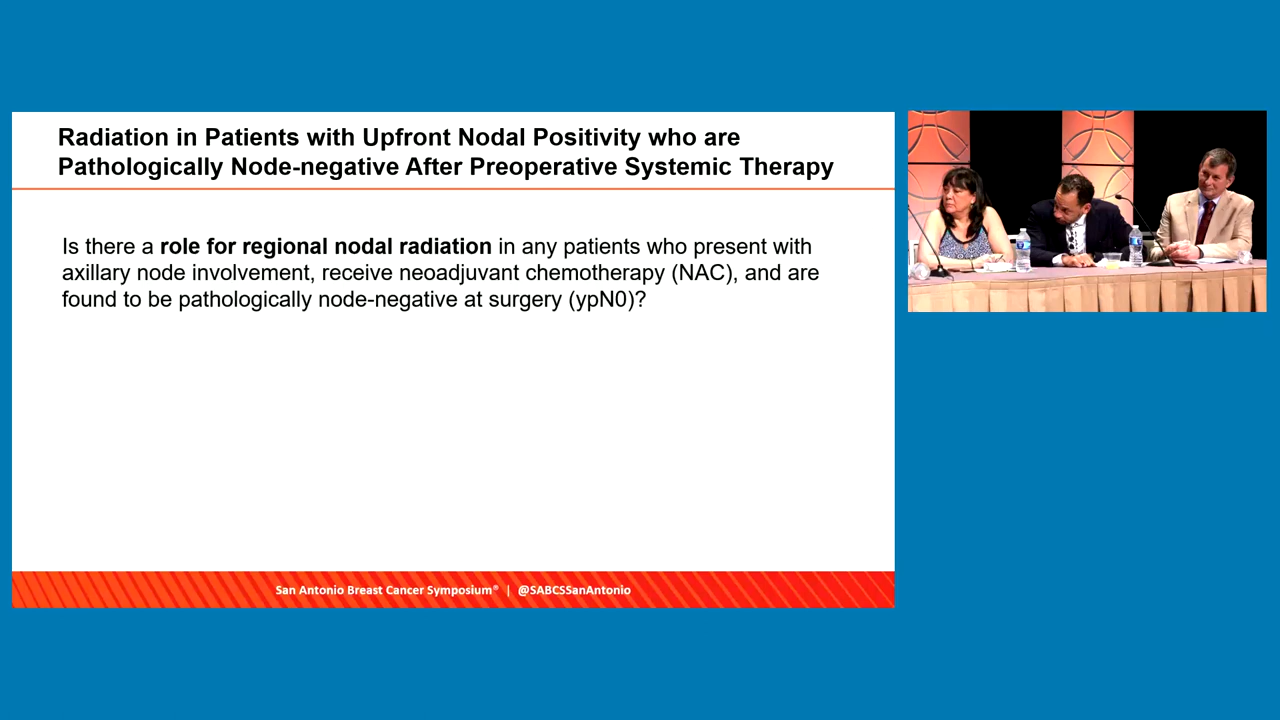 Radiation in Patients with Upfront Nodal Positivity who are
Pathologically Node-negative After Preoperative Systemic Therapy
Is there a role for regional nodal radiation in any patients who present with
axillary node involvement, receive neoadjuvant chemotherapy (NAC), and are
found to be pathologically node-negative at surgery (ypN0)?
San Antonio Breast Cancer Symposium® | @SABCSSanAntonio